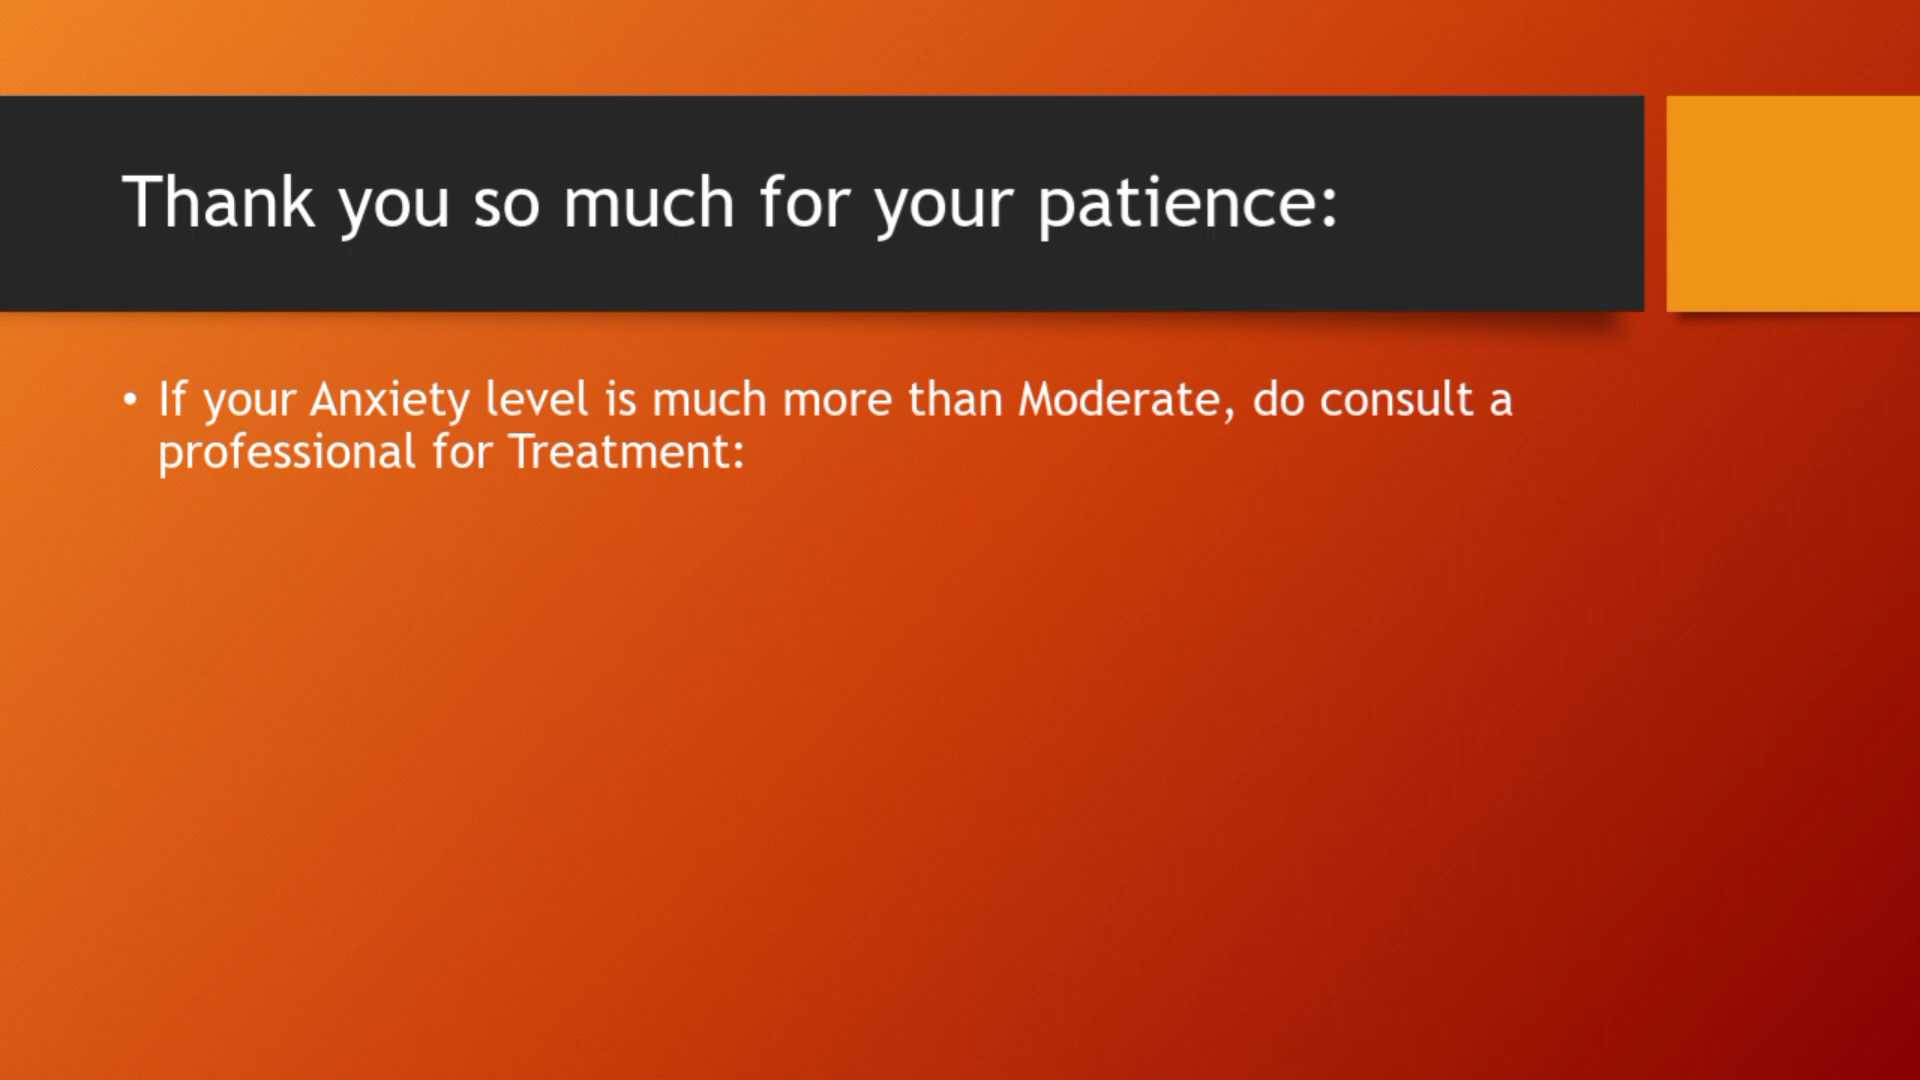 Thank you so much for your patience:
• If your Anxiety level is much more than Moderate, do consult a
professional for Treatment: